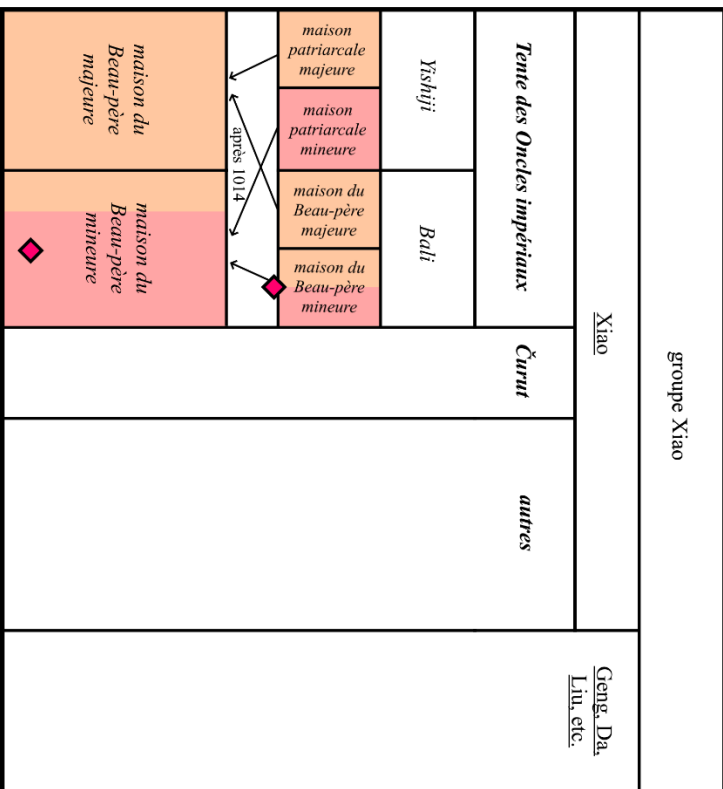 groupe Xiao
Xiao
Geng, Da,
Liu, etc.
Tente des Oncles impériaux
Čurut
autres
Yishiji
Bali
maison
patriarcale
majeure
maison
patriarcale
mineure
maison du
Beau-père
majeure
maison du
Beau-père
mineure
après 1014
maison du
Beau-père
majeure
maison du
Beau-père
mineure